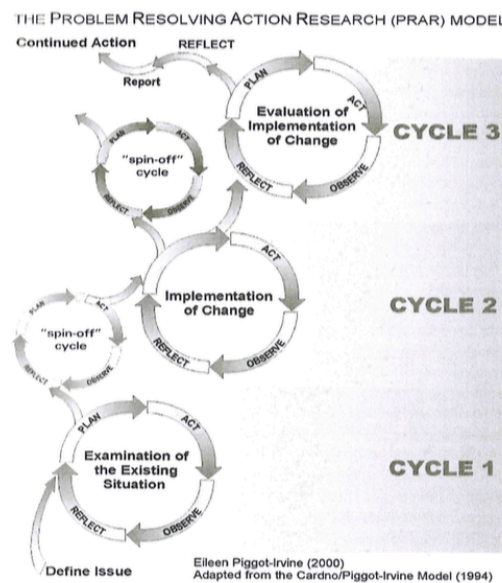 THE PROBLEM RESOLVING ACTION RESEARCH (PRAR) MODEL
Continued Action
REFLECT
Report
PLAN
ACT
OBSERVE
REFLECT
Evaluation of
Implementation
of Change
CYCLE 3
PLAN
ACT
OBSERVE
REFLECT
"spin-off"
cycle
ACT
OBSERVE
REFLECT
Implementation
of Change
CYCLE 2
PLAN
ACT
OBSERVE
REFLECT
"spin-off"
cycle
PLAN
ACT
OBSERVE
REFLECT
Examination of
the Existing
Situation
CYCLE 1
Define Issue
Eileen Piggot-Irvine (2000)
Adapted from the Cardno/Piggot-Irvine Model (1994)